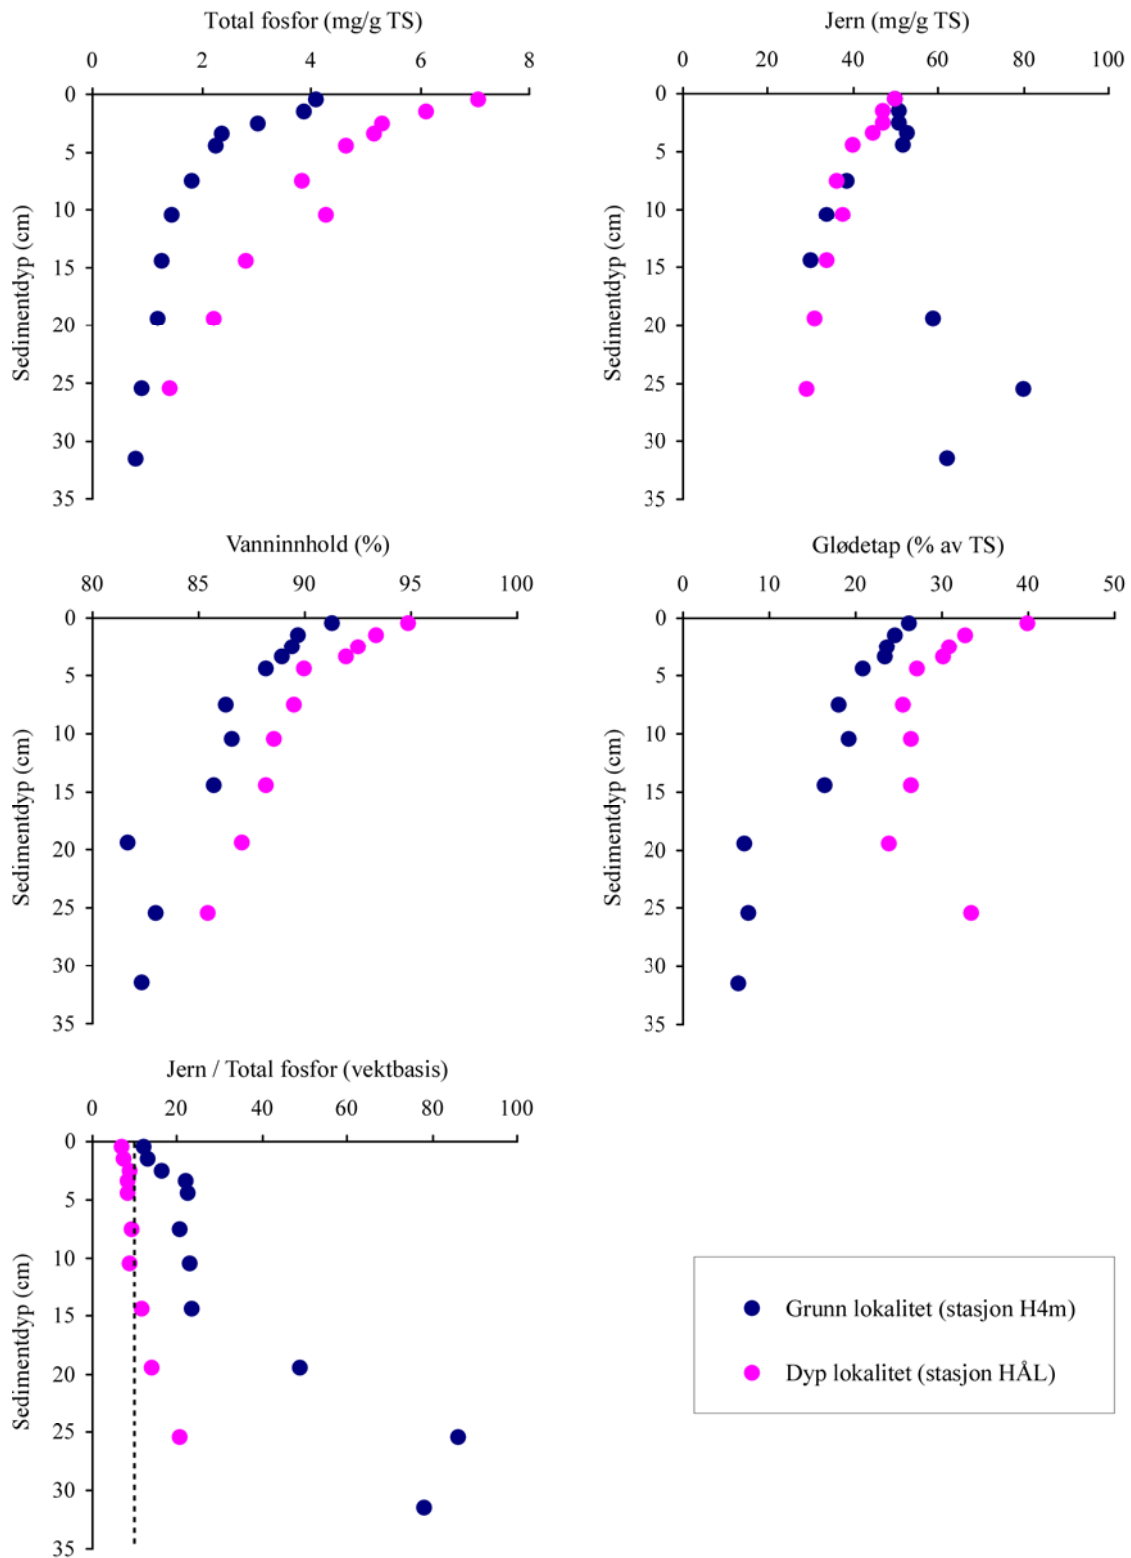 Total fosfor (mg/g TS)
0 2 4 6 8
0
5
10
15
20
25
30
35
Sedimentdyp (cm)
Jern (mg/g TS)
0 20 40 60 80 100
0
5
10
15
20
25
30
35
Sedimentdyp (cm)
Vanninnhold (%)
80 85 90 95 100
0
5
10
15
20
25
30
35
Sedimentdyp (cm)
Glødetap (% av TS)
0 10 20 30 40 50
0
5
10
15
20
25
30
35
Sedimentdyp (cm)
Jern / Total fosfor (vektbasis)
0 20 40 60 80 100
0
5
10
15
20
25
30
35
Sedimentdyp (cm)
Grunn lokalitet (stasjon H4m)
Dyp lokalitet (stasjon HÅL)